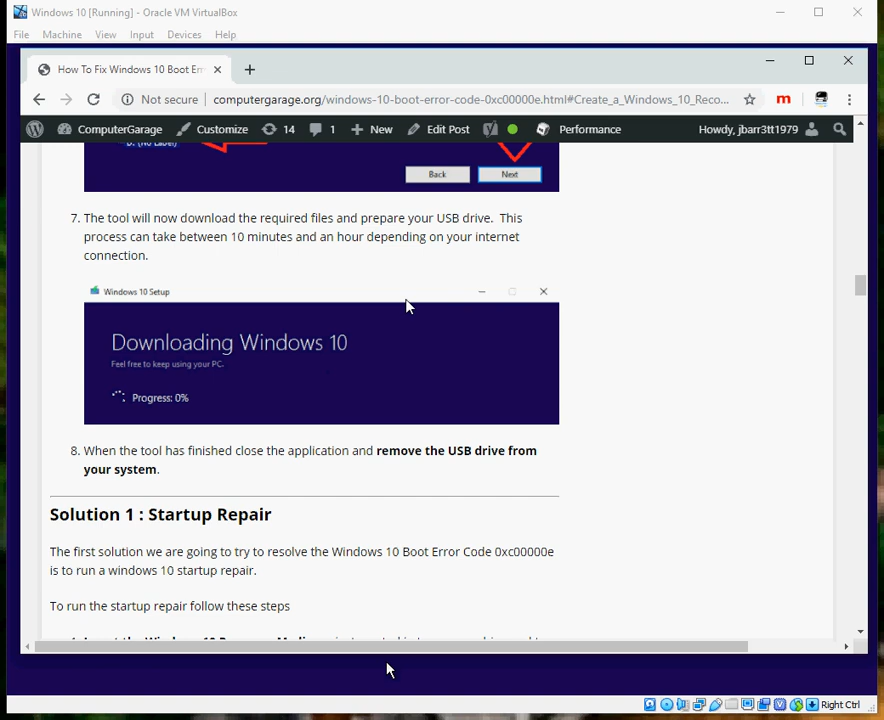 Windows 10 [Running] - Oracle VM VirtualBox
File Machine View Input Devices Help
How To Fix Windows 10 Boot Err
Not secure computergarage.org/windows-10-boot-error-code-0xc00000e.html#Create_a_Windows_10_Reco...
ComputerGarage Customize 14 1 New Edit Post Performance Howdy, jbarr3tt1979
D: (No Label)
Back Next
7. The tool will now download the required files and prepare your USB drive. This
process can take between 10 minutes and an hour depending on your internet
connection.
Windows 10 Setup
Downloading Windows 10
Feel free to keep using your PC.
Progress: 0%
8. When the tool has finished close the application and remove the USB drive from
your system.
Solution 1 : Startup Repair
The first solution we are going to try to resolve the Windows 10 Boot Error Code 0xc00000e
is to run a windows 10 startup repair.
To run the startup repair follow these steps
Right Ctrl